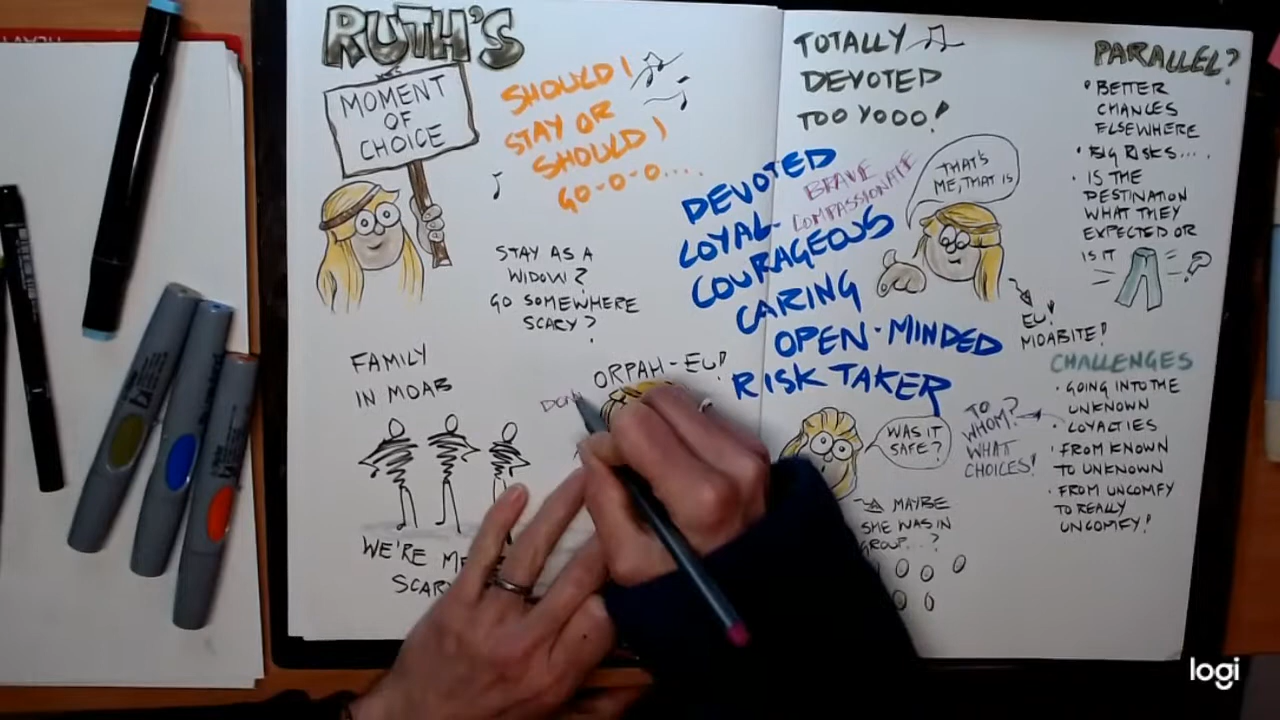 RUTH'S
MOMENT
OF
CHOICE
SHOULD I
STAY OR
SHOULD I
GO-O-O....
STAY AS A
WIDOW?
GO SOMEWHERE
SCARY?
FAMILY
IN MOAB
WE'RE
ORPAH - EU!
TOTALLY
DEVOTED
TOO YOOO!
DEVOTED
BRAVE
LOYAL
COMPASSIONATE
COURAGEOUS
CARING
OPEN-MINDED
RISK TAKER
THAT'S
ME, THAT IS
EU!
MOABITE!
WAS IT
SAFE?
TO
WHOM?
WHAT
CHOICES!
MAYBE
SHE WAS IN
GROUP...?
PARALLEL?
• BETTER
CHANCES
ELSEWHERE
• BIG RISKS....
• IS THE
DESTINATION
WHAT THEY
EXPECTED OR
IS IT
?
CHALLENGES
• GOING INTO THE
UNKNOWN
• LOYALTIES
• FROM KNOWN
TO UNKNOWN
• FROM UNCOMFY
TO REALLY
UNCOMFY!
logi